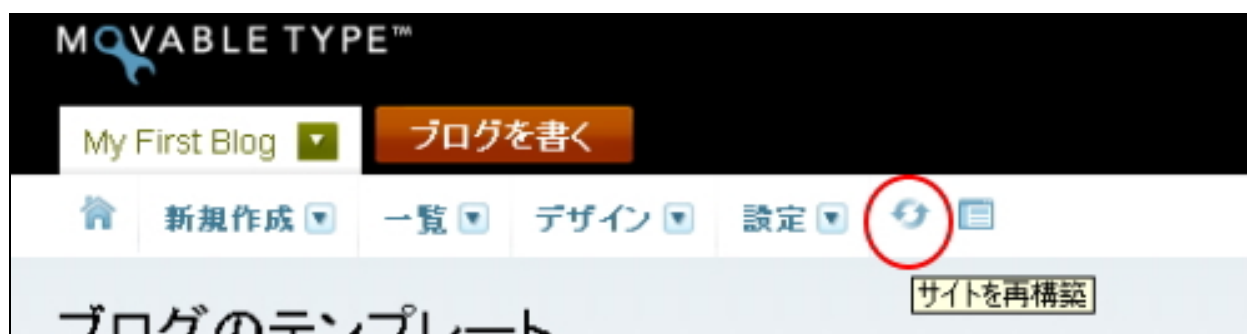 MOVABLE TYPE™
My First Blog ブログを書く
新規作成 一覧 デザイン 設定
サイトを再構築
ブログのテンプレート